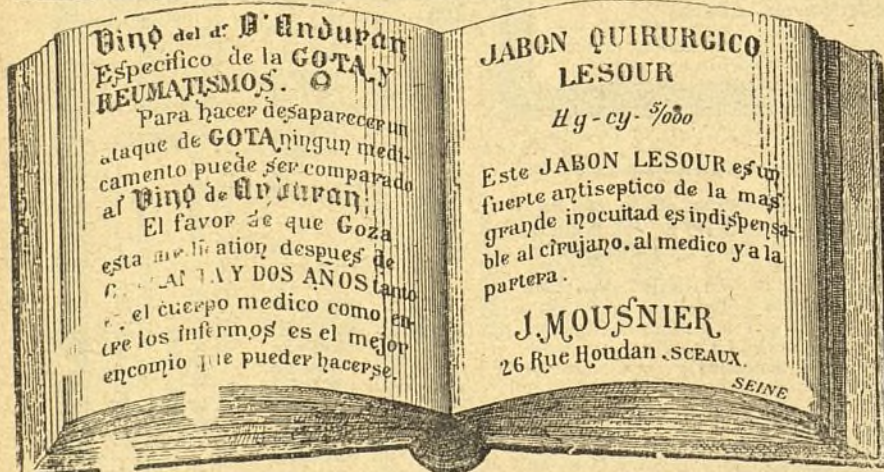 Vino del dr D'Anduran
Especifico de la GOTA y
REUMATISMOS.
Para hacer desaparecer un
ataque de GOTA ningun medi-
camento puede ser comparado
al Vino de Anduran
El favor de que Goza
esta medication despues de
Y DOS AÑOS tanto
el cuerpo medico como en
tre los infermos es el mejor
encomio que pueder hacerse.
JABON QUIRURGICO
LESOUR
Hg-cy-5/000
Este JABON LESOUR es un
fuerte antiseptico de la mas
grande inocuitad es indispensa-
ble al cirujano. al medico y a la
partera.
J. MOUSNIER
26 Rue Houdan. SCEAUX.
SEINE